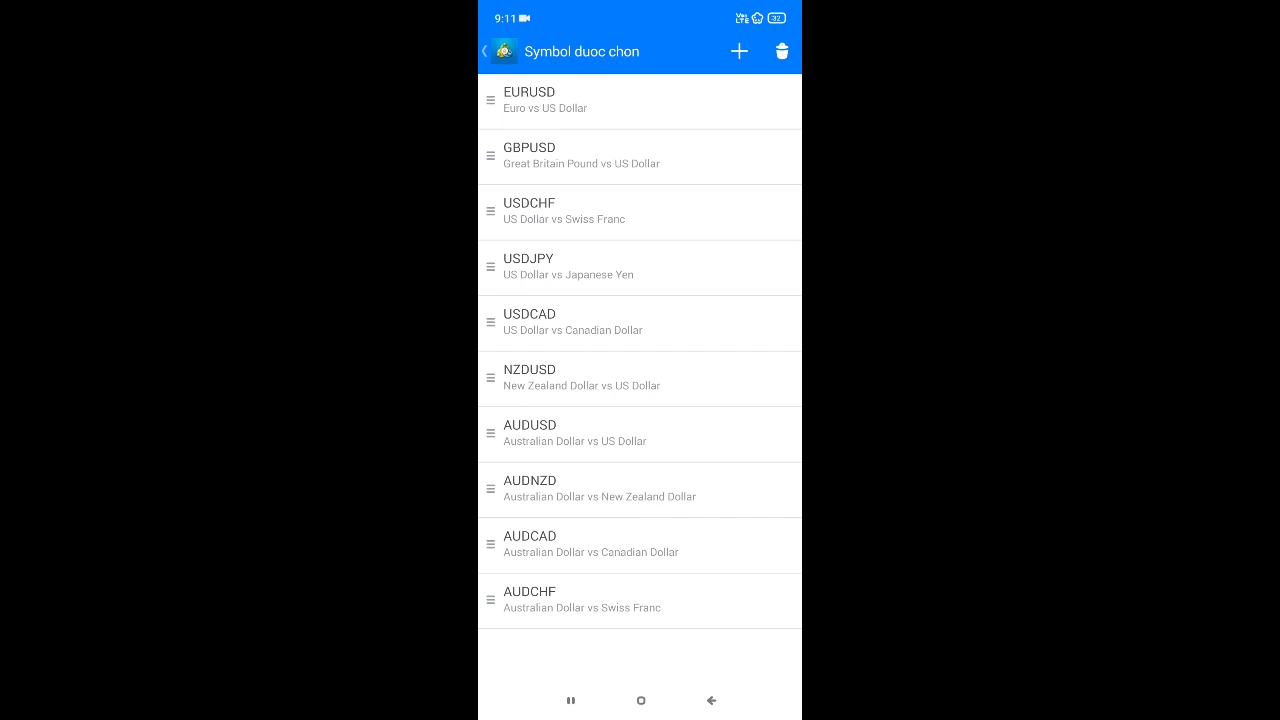 9:11
Vo) LTE 32
Symbol duoc chon
EURUSD
Euro vs US Dollar
GBPUSD
Great Britain Pound vs US Dollar
USDCHF
US Dollar vs Swiss Franc
USDJPY
US Dollar vs Japanese Yen
USDCAD
US Dollar vs Canadian Dollar
NZDUSD
New Zealand Dollar vs US Dollar
AUDUSD
Australian Dollar vs US Dollar
AUDNZD
Australian Dollar vs New Zealand Dollar
AUDCAD
Australian Dollar vs Canadian Dollar
AUDCHF
Australian Dollar vs Swiss Franc